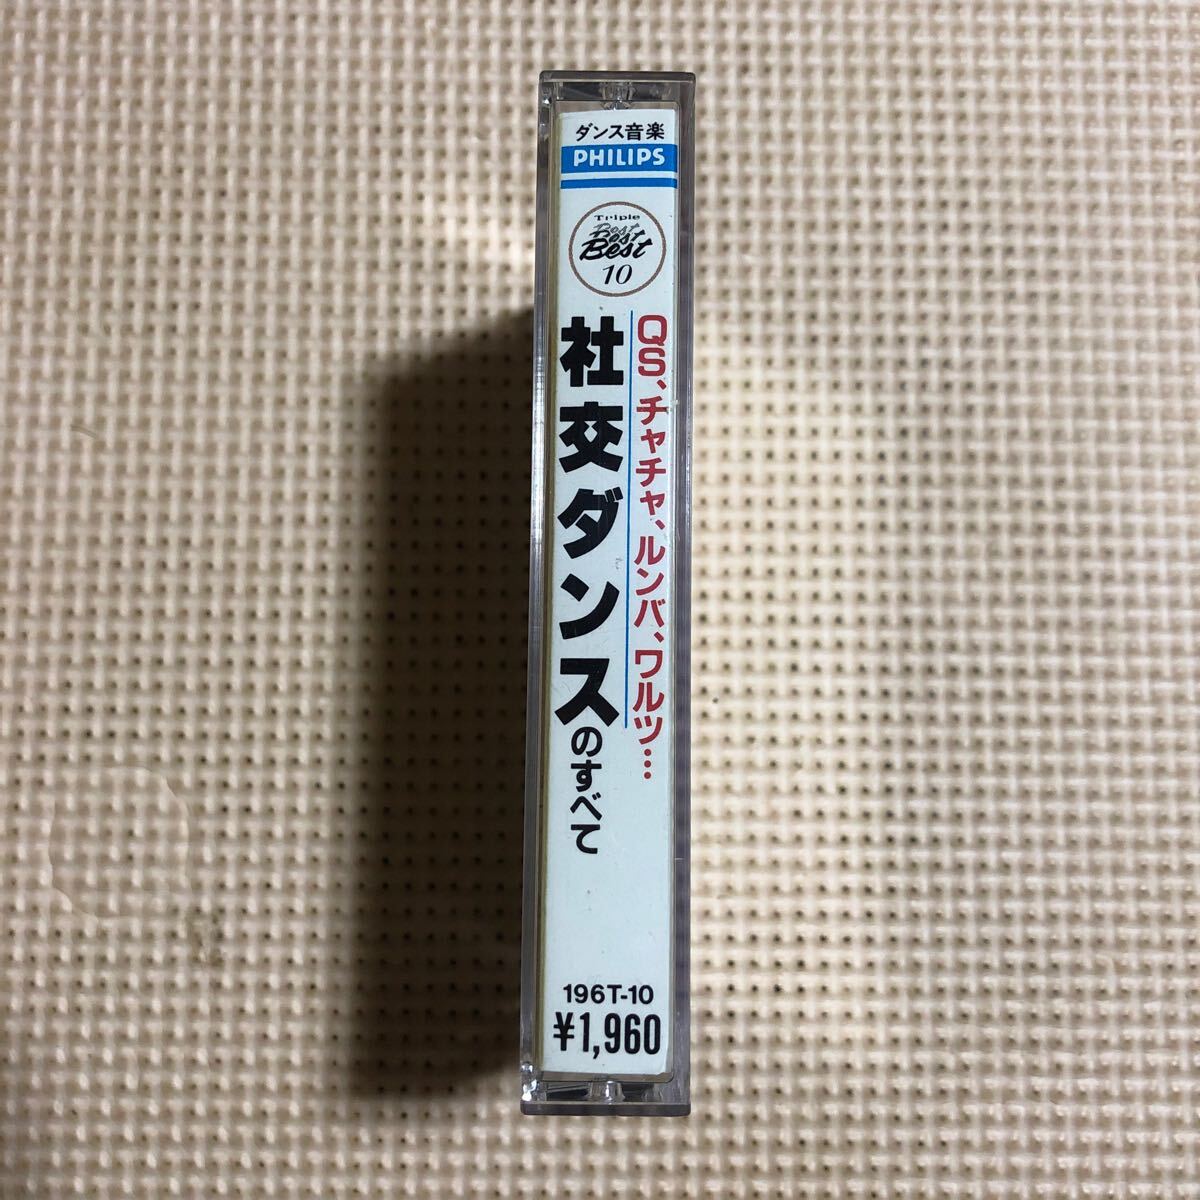 ダンス音楽
PHILIPS
Triple
Best
Best
Best
10
QS、チャチャ、ルンバ、ワルツ…
社交ダンスのすべて
196T-10
¥1,960